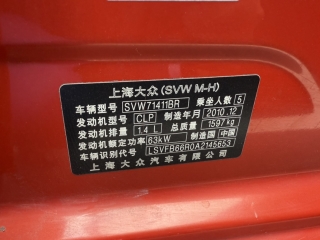 上海大众(SVW M-H)
车辆型号 SVW71411BR 乘坐人数 5
发动机型号 CLP 制造年月 2010.12
发动机排量 1.4 L 总质量 1597 kg
发动机额定功率 63kW 制造国 中国
车辆识别代号 LSVFB66R0A2145653
上海大众汽车有限公司